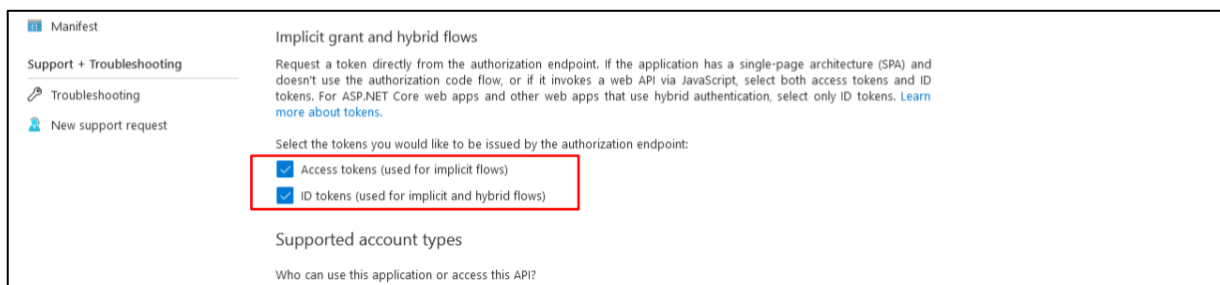 Manifest
Support + Troubleshooting
Troubleshooting
New support request
Implicit grant and hybrid flows
Request a token directly from the authorization endpoint. If the application has a single-page architecture (SPA) and
doesn't use the authorization code flow, or if it invokes a web API via JavaScript, select both access tokens and ID
tokens. For ASP.NET Core web apps and other web apps that use hybrid authentication, select only ID tokens. Learn
more about tokens.
Select the tokens you would like to be issued by the authorization endpoint:
Access tokens (used for implicit flows)
ID tokens (used for implicit and hybrid flows)
Supported account types
Who can use this application or access this API?